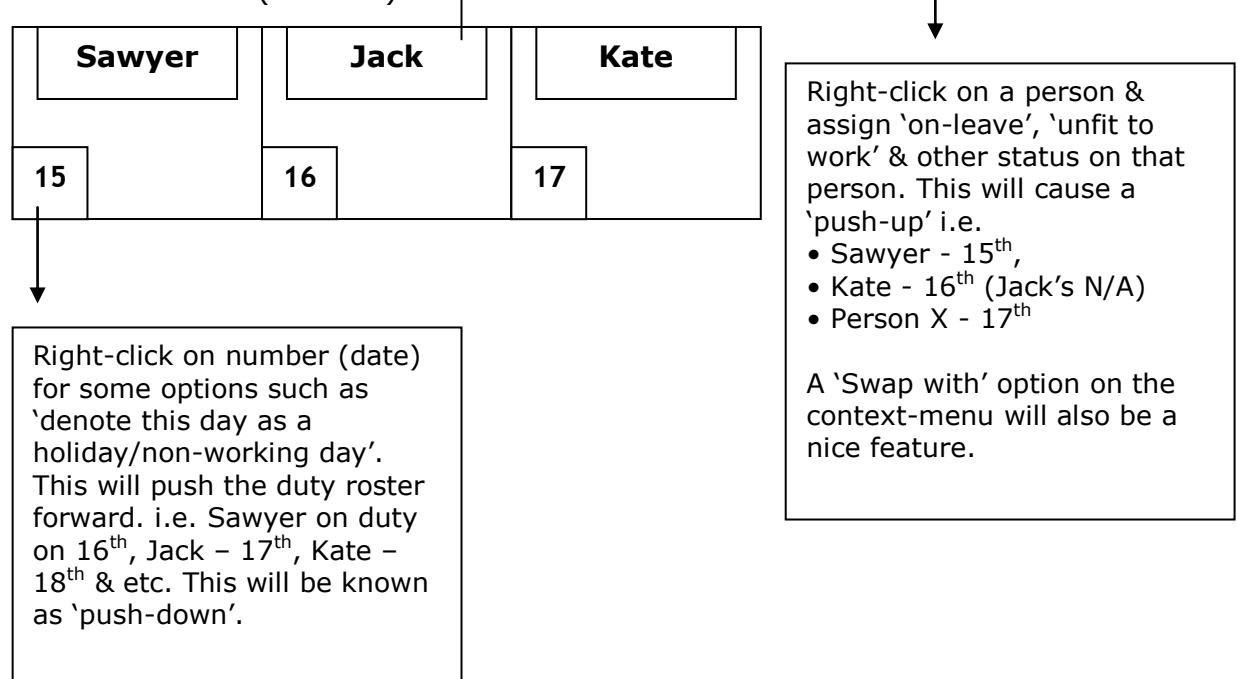 Sawyer
Jack
Kate
15
16
17
Right-click on a person &
assign ‘on-leave’, ‘unfit to
work’ & other status on that
person. This will cause a
‘push-up’ i.e.
• Sawyer - 15th,
• Kate - 16th (Jack’s N/A)
• Person X - 17th
A ‘Swap with’ option on the
context-menu will also be a
nice feature.
Right-click on number (date)
for some options such as
‘denote this day as a
holiday/non-working day’.
This will push the duty roster
forward. i.e. Sawyer on duty
on 16th, Jack – 17th, Kate –
18th & etc. This will be known
as ‘push-down’.